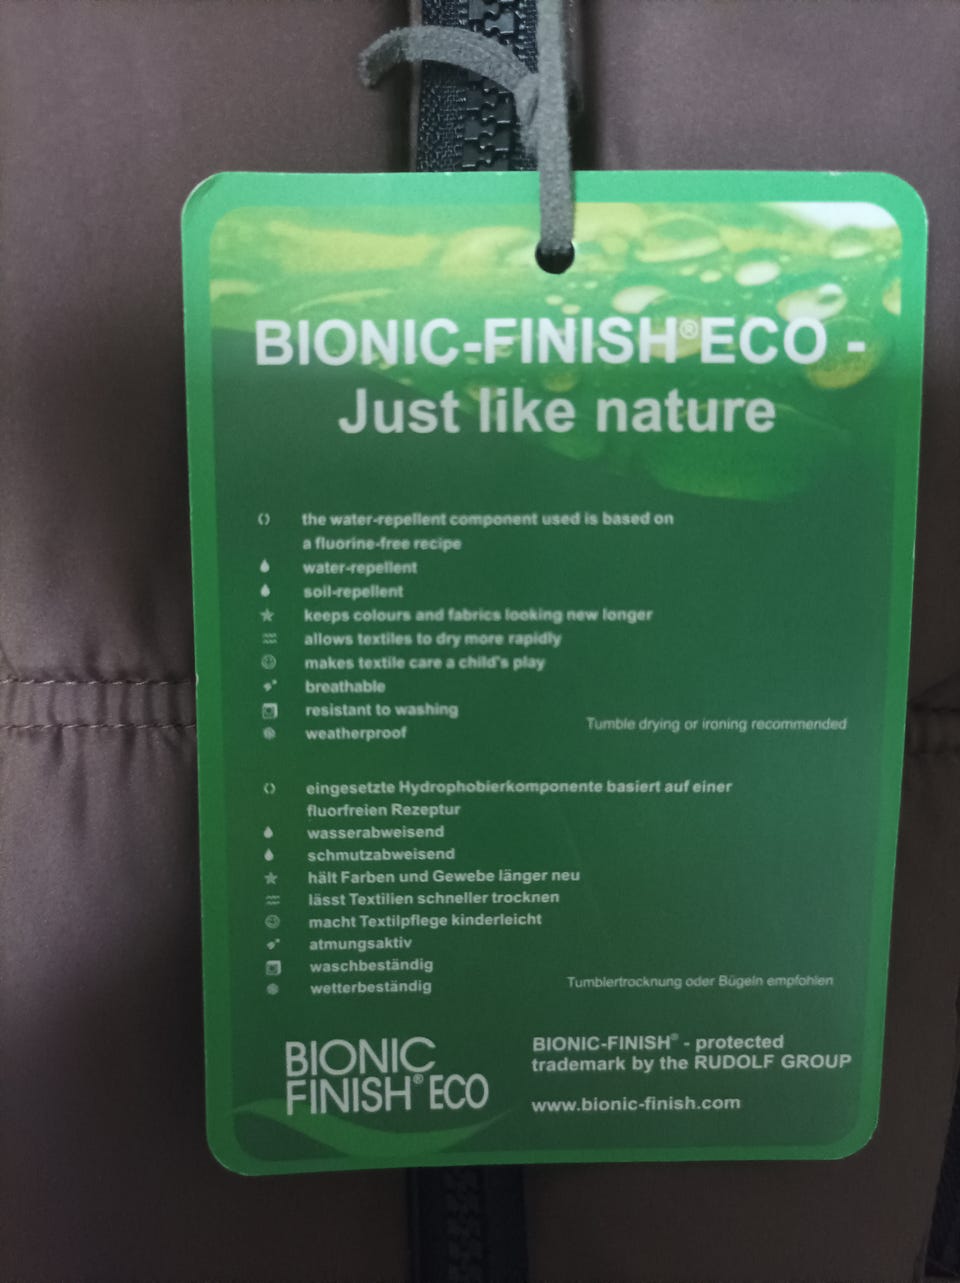 BIONIC-FINISH®ECO -
Just like nature
the water-repellent component used is based on
a fluorine-free recipe
water-repellent
soil-repellent
keeps colours and fabrics looking new longer
allows textiles to dry more rapidly
makes textile care a child's play
breathable
resistant to washing
weatherproof
Tumble drying or ironing recommended
eingesetzte Hydrophobierkomponente basiert auf einer
fluorfreien Rezeptur
wasserabweisend
schmutzabweisend
hält Farben und Gewebe länger neu
lässt Textilien schneller trocknen
macht Textilpflege kinderleicht
atmungsaktiv
waschbeständig
wetterbeständig
Tumblertrocknung oder Bügeln empfohlen
BIONIC
FINISH® ECO
BIONIC-FINISH® - protected
trademark by the RUDOLF GROUP
www.bionic-finish.com